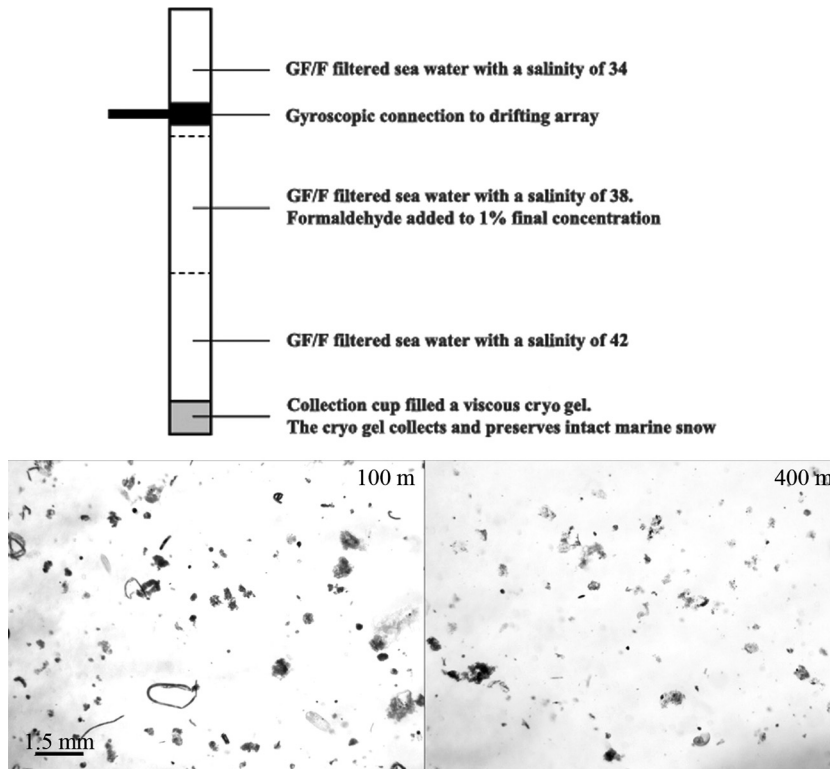 GF/F filtered sea water with a salinity of 34
Gyroscopic connection to drifting array
GF/F filtered sea water with a salinity of 38.
Formaldehyde added to 1% final concentration
GF/F filtered sea water with a salinity of 42
Collection cup filled a viscous cryo gel.
The cryo gel collects and preserves intact marine snow
100 m
400 m
1.5 mm